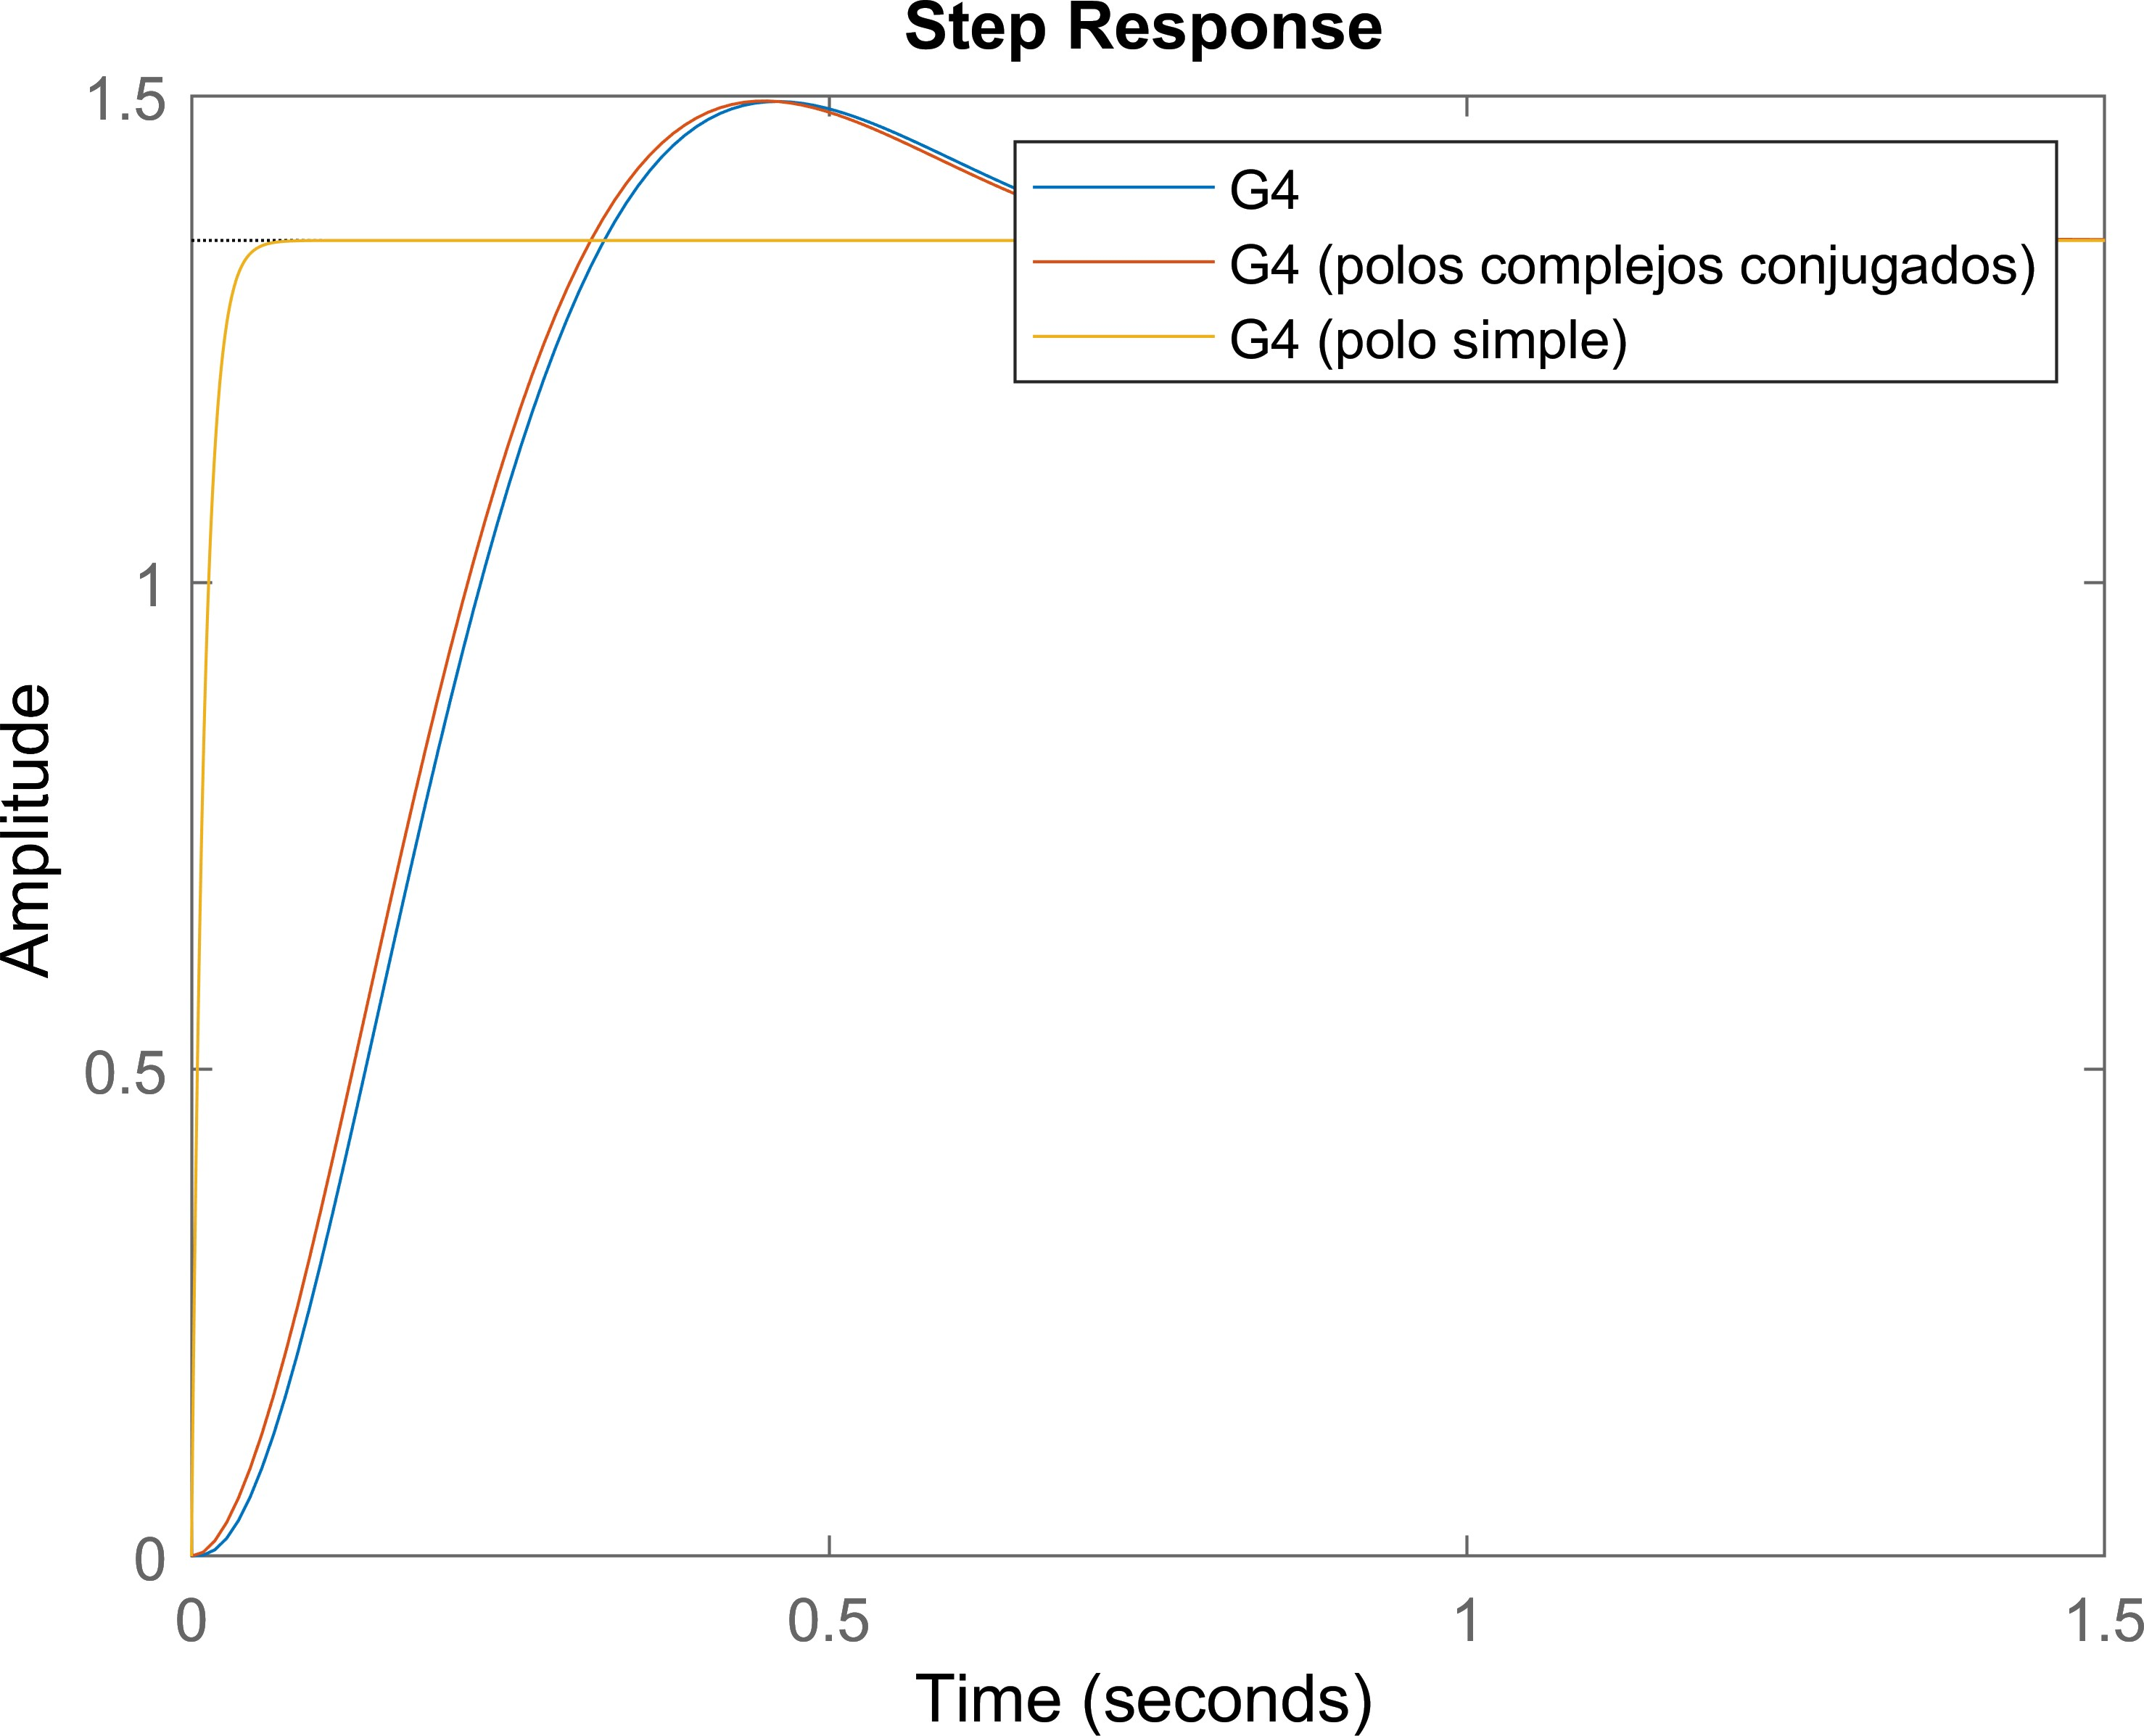 Step Response
1.5
1
0.5
0
Amplitude
G4
G4 (polos complejos conjugados)
G4 (polo simple)
0
0.5
1
1.5
Time (seconds)